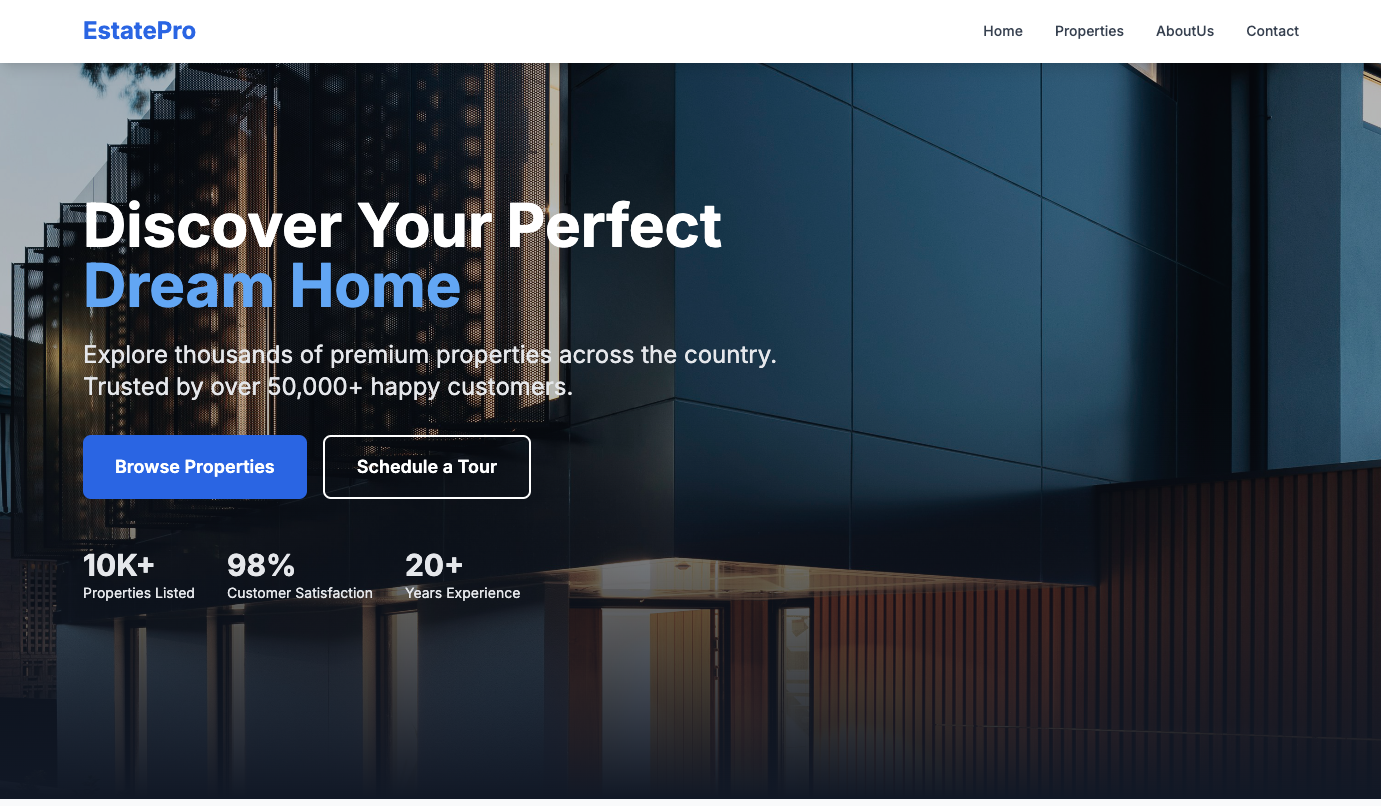 EstatePro
Home Properties AboutUs Contact
Discover Your Perfect
Dream Home
Explore thousands of premium properties across the country.
Trusted by over 50,000+ happy customers.
Browse Properties
Schedule a Tour
10K+
Properties Listed
98%
Customer Satisfaction
20+
Years Experience